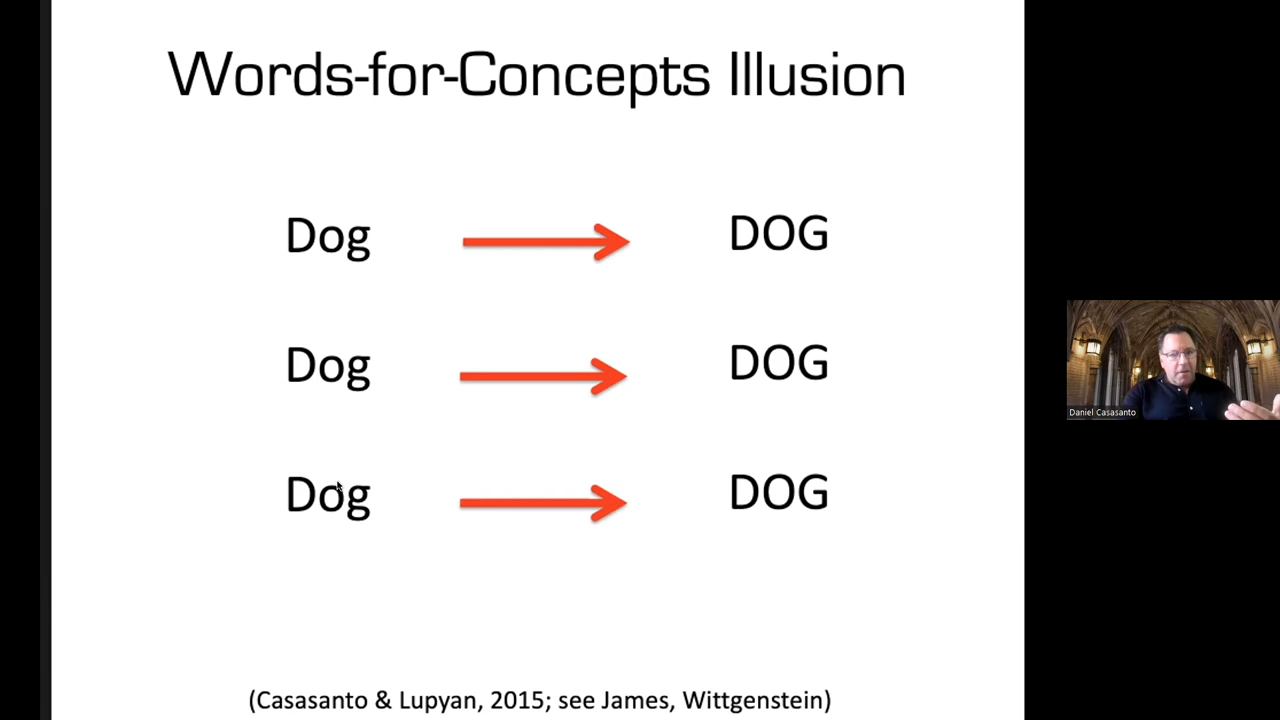 Words-for-Concepts Illusion
Dog DOG
Dog DOG
Dog DOG
Daniel Casasanto
(Casasanto & Lupyan, 2015; see James, Wittgenstein)